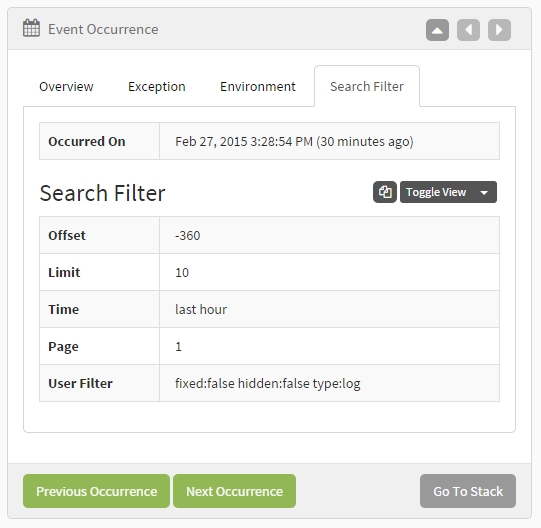 Event Occurrence
Overview Exception Environment Search Filter
Occurred On Feb 27, 2015 3:28:54 PM (30 minutes ago)
Search Filter Toggle View
Offset -360
Limit 10
Time last hour
Page 1
User Filter fixed:false hidden:false type:log
Previous Occurrence Next Occurrence Go To Stack